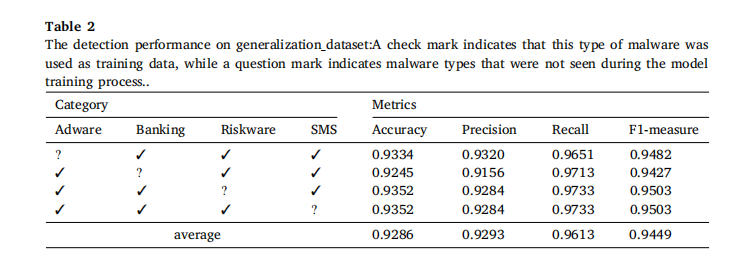 Table 2
The detection performance on generalization_dataset:A check mark indicates that this type of malware was
used as training data, while a question mark indicates malware types that were not seen during the model
training process..
Category Metrics
Adware Banking Riskware SMS Accuracy Precision Recall F1-measure
? ✓ ✓ ✓ 0.9334 0.9320 0.9651 0.9482
✓ ? ✓ ✓ 0.9245 0.9156 0.9713 0.9427
✓ ✓ ? ✓ 0.9352 0.9284 0.9733 0.9503
✓ ✓ ✓ ? 0.9352 0.9284 0.9733 0.9503
average 0.9286 0.9293 0.9613 0.9449